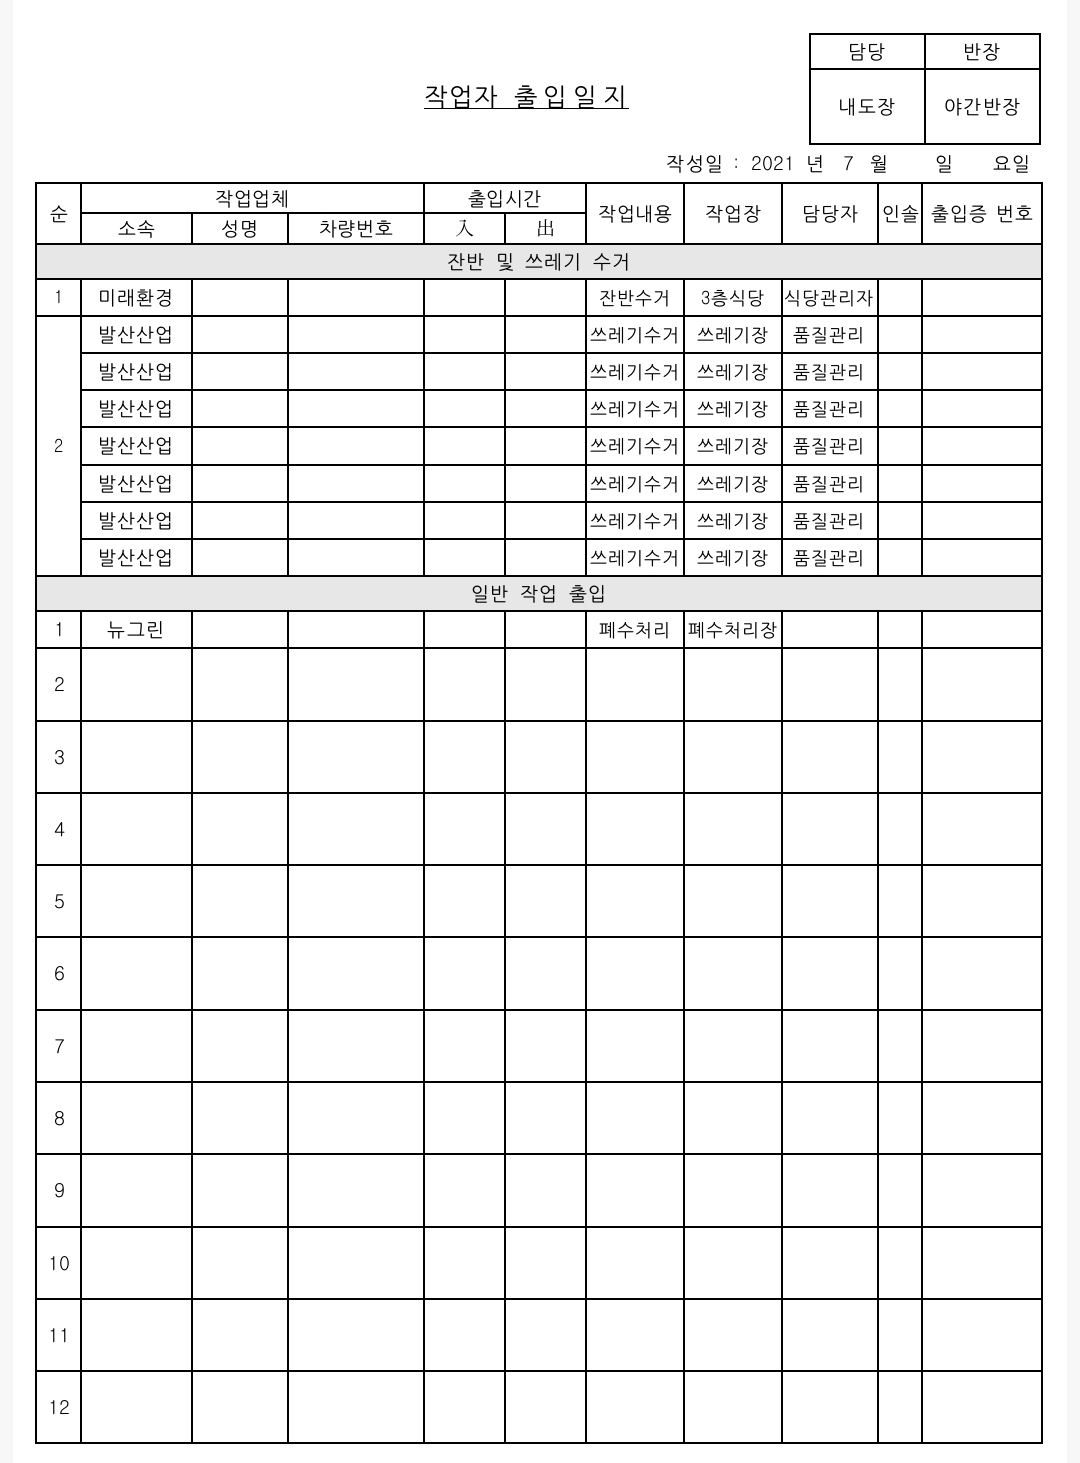 담당 반장
작업자 출입일지
내도장 야간반장
작성일 : 2021 년 7 월 일 요일
순 작업업체 출입시간 작업내용 작업장 담당자 인솔 출입증 번호
소속 성명 차량번호 入 出
잔반 및 쓰레기 수거
1 미래환경 잔반수거 3층식당 식당관리자
발산산업 쓰레기수거 쓰레기장 품질관리
발산산업 쓰레기수거 쓰레기장 품질관리
발산산업 쓰레기수거 쓰레기장 품질관리
2 발산산업 쓰레기수거 쓰레기장 품질관리
발산산업 쓰레기수거 쓰레기장 품질관리
발산산업 쓰레기수거 쓰레기장 품질관리
발산산업 쓰레기수거 쓰레기장 품질관리
일반 작업 출입
1 뉴그린 폐수처리 폐수처리장
2
3
4
5
6
7
8
9
10
11
12